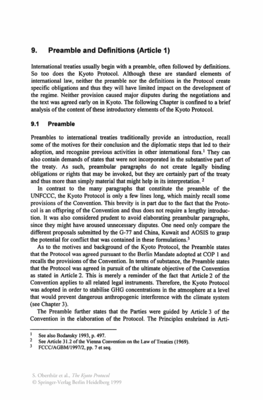 9. Preamble and Definitions (Article 1)
International treaties usually begin with a preamble, often followed by definitions.
So too does the Kyoto Protocol. Although these are standard elements of
international law, neither the preamble nor the definitions in the Protocol create
specific obligations and thus they will have limited impact on the development of
the regime. Neither provision caused major disputes during the negotiations and
the text was agreed early on in Kyoto. The following Chapter is confined to a brief
analysis of the content of these introductory elements of the Kyoto Protocol.
9.1 Preamble
Preambles to international treaties traditionally provide an introduction, recall
some of the motives for their conclusion and the diplomatic steps that led to their
adoption, and recognise previous activities in other international fora.1 They can
also contain demands of states that were not incorporated in the substantive part of
the treaty. As such, preambular paragraphs do not create legally binding
obligations or rights that may be invoked, but they are certainly part of the treaty
and thus more than simply material that might help in its interpretation.2
In contrast to the many paragraphs that constitute the preamble of the
UNFCCC, the Kyoto Protocol is only a few lines long, which mainly recall some
provisions of the Convention. This brevity is in part due to the fact that the Proto-
col is an offspring of the Convention and thus does not require a lengthy introduc-
tion. It was also considered prudent to avoid elaborating preambular paragraphs,
since they might have aroused unnecessary disputes. One need only compare the
different proposals submitted by the G-77 and China, Kuwait and AOSIS to grasp
the potential for conflict that was contained in these formulations.3
As to the motives and background of the Kyoto Protocol, the Preamble states
that the Protocol was agreed pursuant to the Berlin Mandate adopted at COP 1 and
recalls the provisions of the Convention. In terms of substance, the Preamble states
that the Protocol was agreed in pursuit of the ultimate objective of the Convention
as stated in Article 2. This is merely a reminder of the fact that Article 2 of the
Convention applies to all related legal instruments. Therefore, the Kyoto Protocol
was adopted in order to stabilise GHG concentrations in the atmosphere at a level
that would prevent dangerous anthropogenic interference with the climate system
(see Chapter 3).
The Preamble further states that the Parties were guided by Article 3 of the
Convention in the elaboration of the Protocol. The Principles enshrined in Arti-
1 See also Bodansky 1993, p. 497.
2 See Article 31.2 of the Vienna Convention on the Law of Treaties (1969).
3 FCCC/AGBM/1997/2, pp. 7 et seq.
S. Oberthür et al., The Kyoto Protocol
© Springer-Verlag Berlin Heidelberg 1999